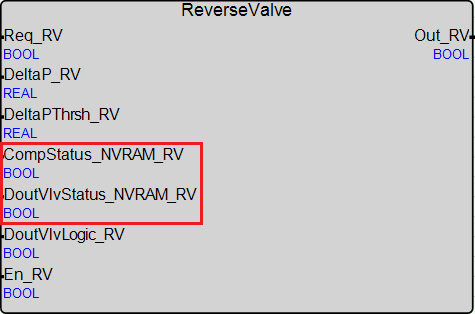 ReverseValve
Req_RV Out_RV
BOOL BOOL
DeltaP_RV
REAL
DeltaPThrsh_RV
REAL
CompStatus_NVRAM_RV
BOOL
DoutVlvStatus_NVRAM_RV
BOOL
DoutVlvLogic_RV
BOOL
En_RV
BOOL